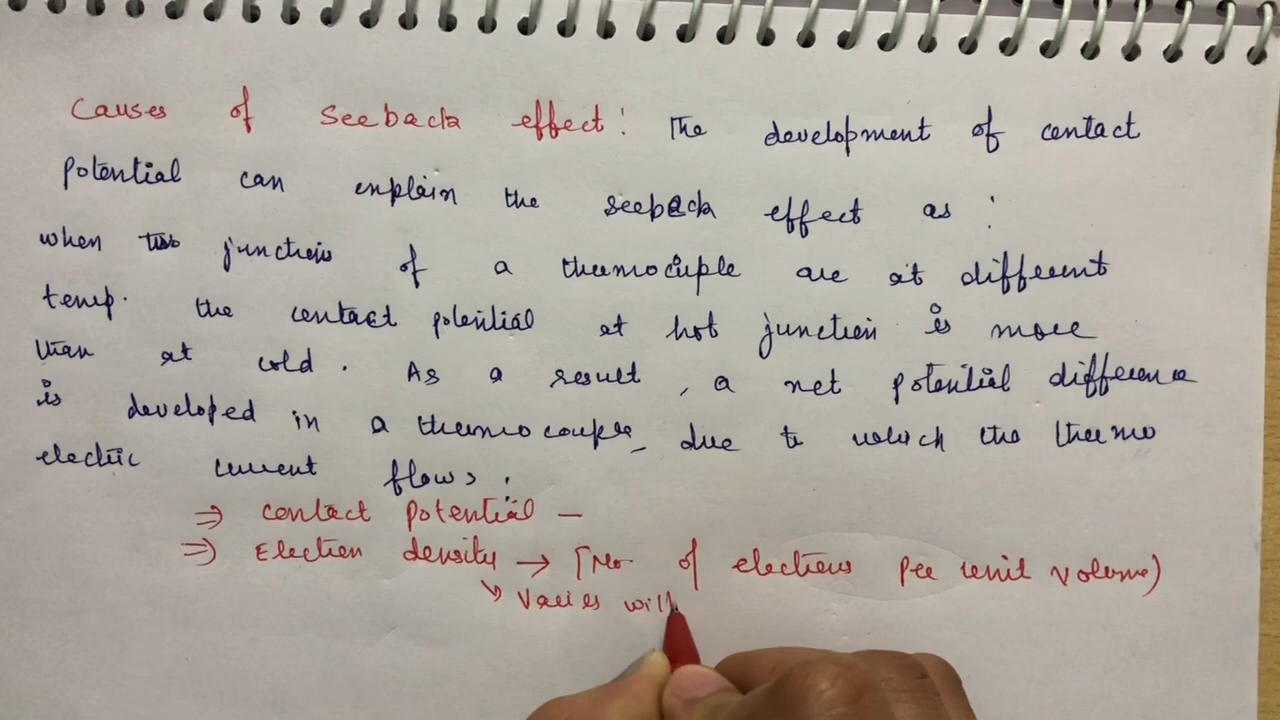 Causes of Seeback effect: The development of contact
potential can explain the seeback effect as :
when two junctions of a thermocuple are at different
temp. the contact potential at hot junction is more
than at cold. As a result, a net potential difference
is developed in a thermocouple, due to which the thermo
electric current flows.
⇒ Contact Potential –
⇒ Electron density → (No of electrons per unit volume)
↘ Varies with